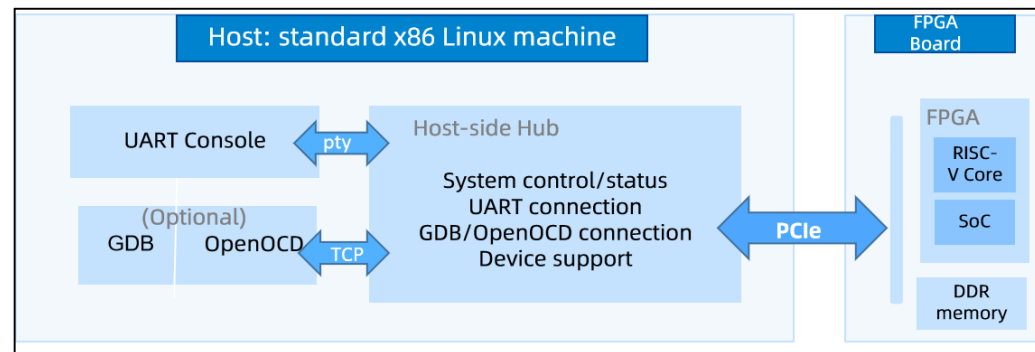 Host: standard x86 Linux machine
FPGA
Board
UART Console
pty
Host-side Hub
System control/status
UART connection
GDB/OpenOCD connection
Device support
(Optional)
GDB
OpenOCD
TCP
PCIe
FPGA
RISC-
V Core
SoC
DDR
memory